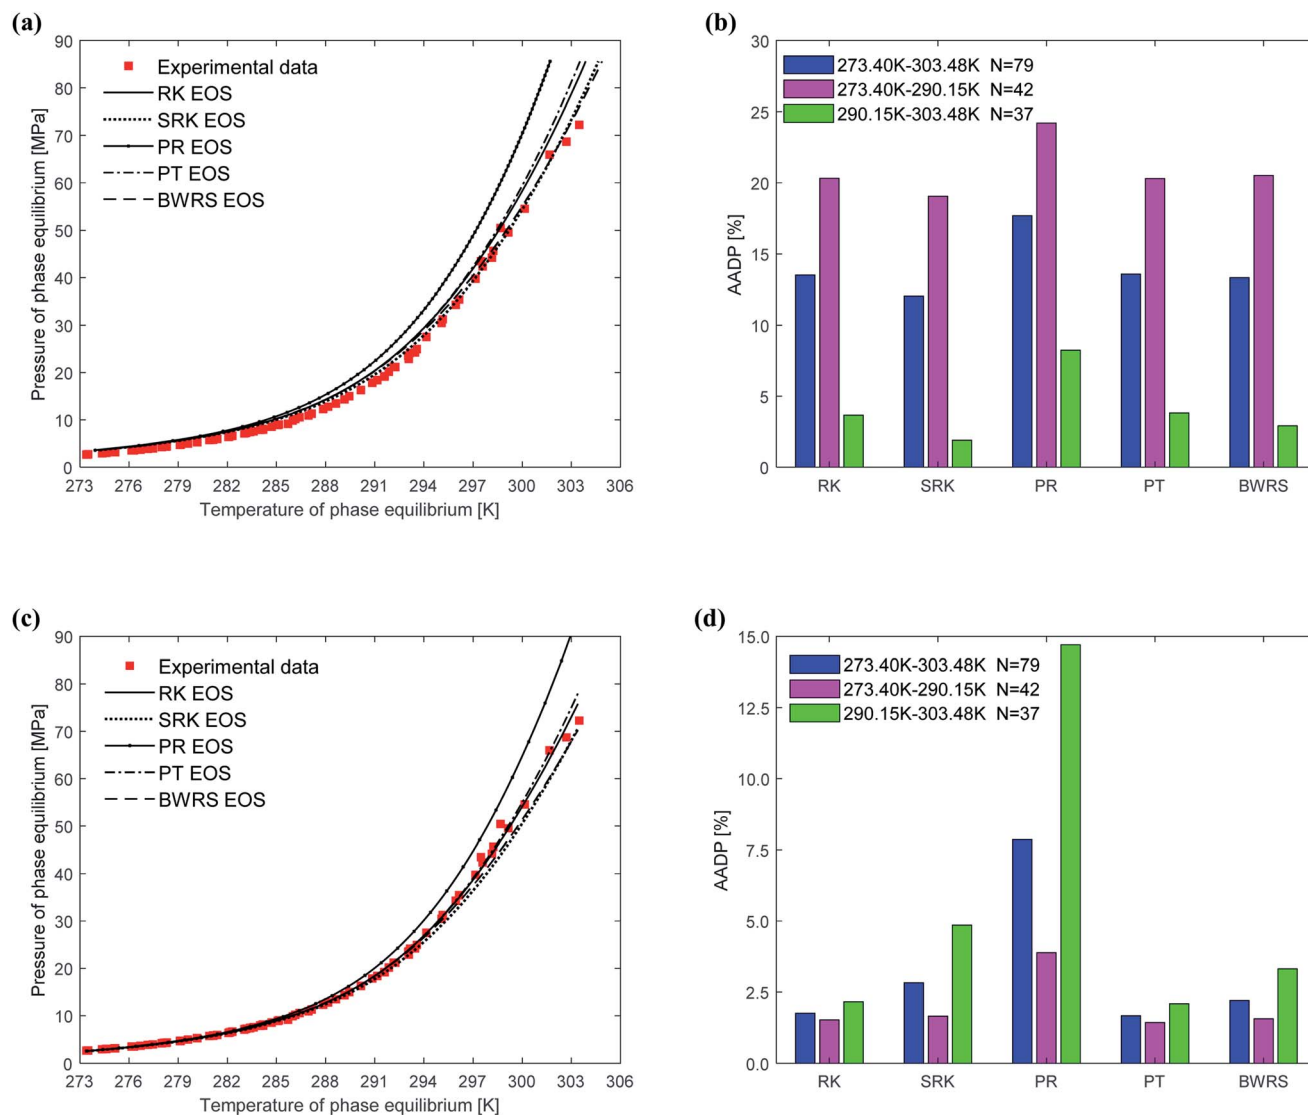 (a)
90
80
70
60
50
40
30
20
10
0
Pressure of phase equilibrium [MPa]
Experimental data
RK EOS
SRK EOS
PR EOS
PT EOS
BWRS EOS
273 276 279 282 285 288 291 294 297 300 303 306
Temperature of phase equilibrium [K]
(b)
30
25
20
15
10
5
0
AADP [%]
273.40K-303.48K N=79
273.40K-290.15K N=42
290.15K-303.48K N=37
RK SRK PR PT BWRS
(c)
90
80
70
60
50
40
30
20
10
0
Pressure of phase equilibrium [MPa]
Experimental data
RK EOS
SRK EOS
PR EOS
PT EOS
BWRS EOS
273 276 279 282 285 288 291 294 297 300 303 306
Temperature of phase equilibrium [K]
(d)
15.0
12.5
10.0
7.5
5.0
2.5
0.0
AADP [%]
273.40K-303.48K N=79
273.40K-290.15K N=42
290.15K-303.48K N=37
RK SRK PR PT BWRS